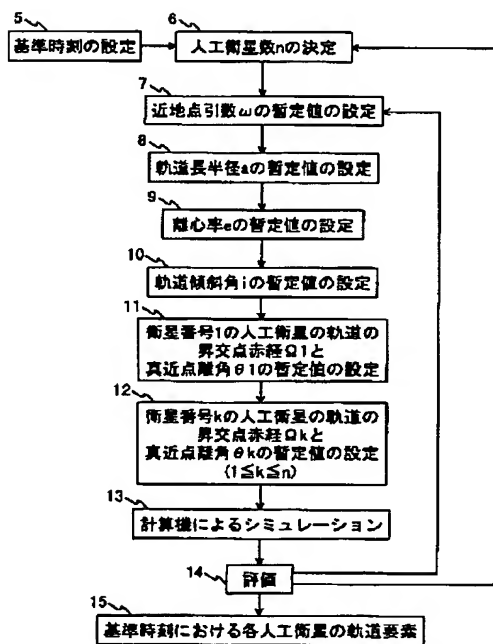 5
基準時刻の設定
6
人工衛星数nの決定
7
近地点引数ωの暫定値の設定
8
軌道長半径aの暫定値の設定
9
離心率eの暫定値の設定
10
軌道傾斜角iの暫定値の設定
11
衛星番号1の人工衛星の軌道の
昇交点赤経Ω1と
真近点離角θ1の暫定値の設定
12
衛星番号kの人工衛星の軌道の
昇交点赤経Ωkと
真近点離角θkの暫定値の設定
(1≦k≦n)
13
計算機によるシミュレーション
14
評価
15
基準時刻における各人工衛星の軌道要素